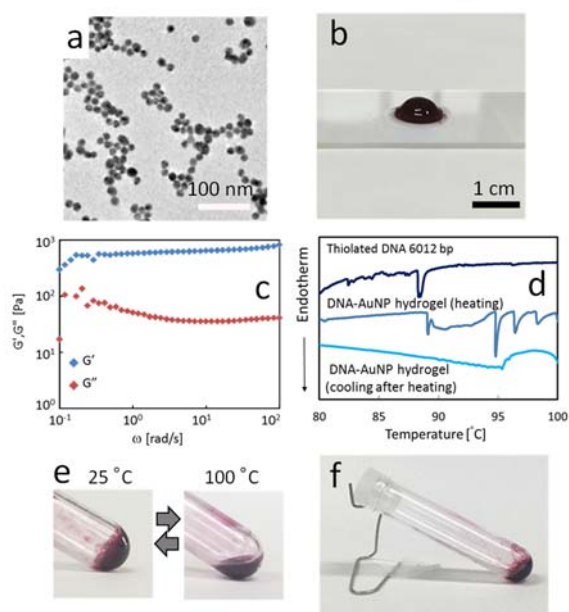 a
100 nm
b
1 cm
10³
10²
10¹
10⁰
G',G" [Pa]
c
G'
G"
10⁻¹
10⁰
10¹
10²
ω [rad/s]
Endotherm
Thiolated DNA 6012 bp
d
DNA-AuNP hydrogel (heating)
DNA-AuNP hydrogel
(cooling after heating)
80
85
90
95
100
Temperature [°C]
e
25 °C
100 °C
f